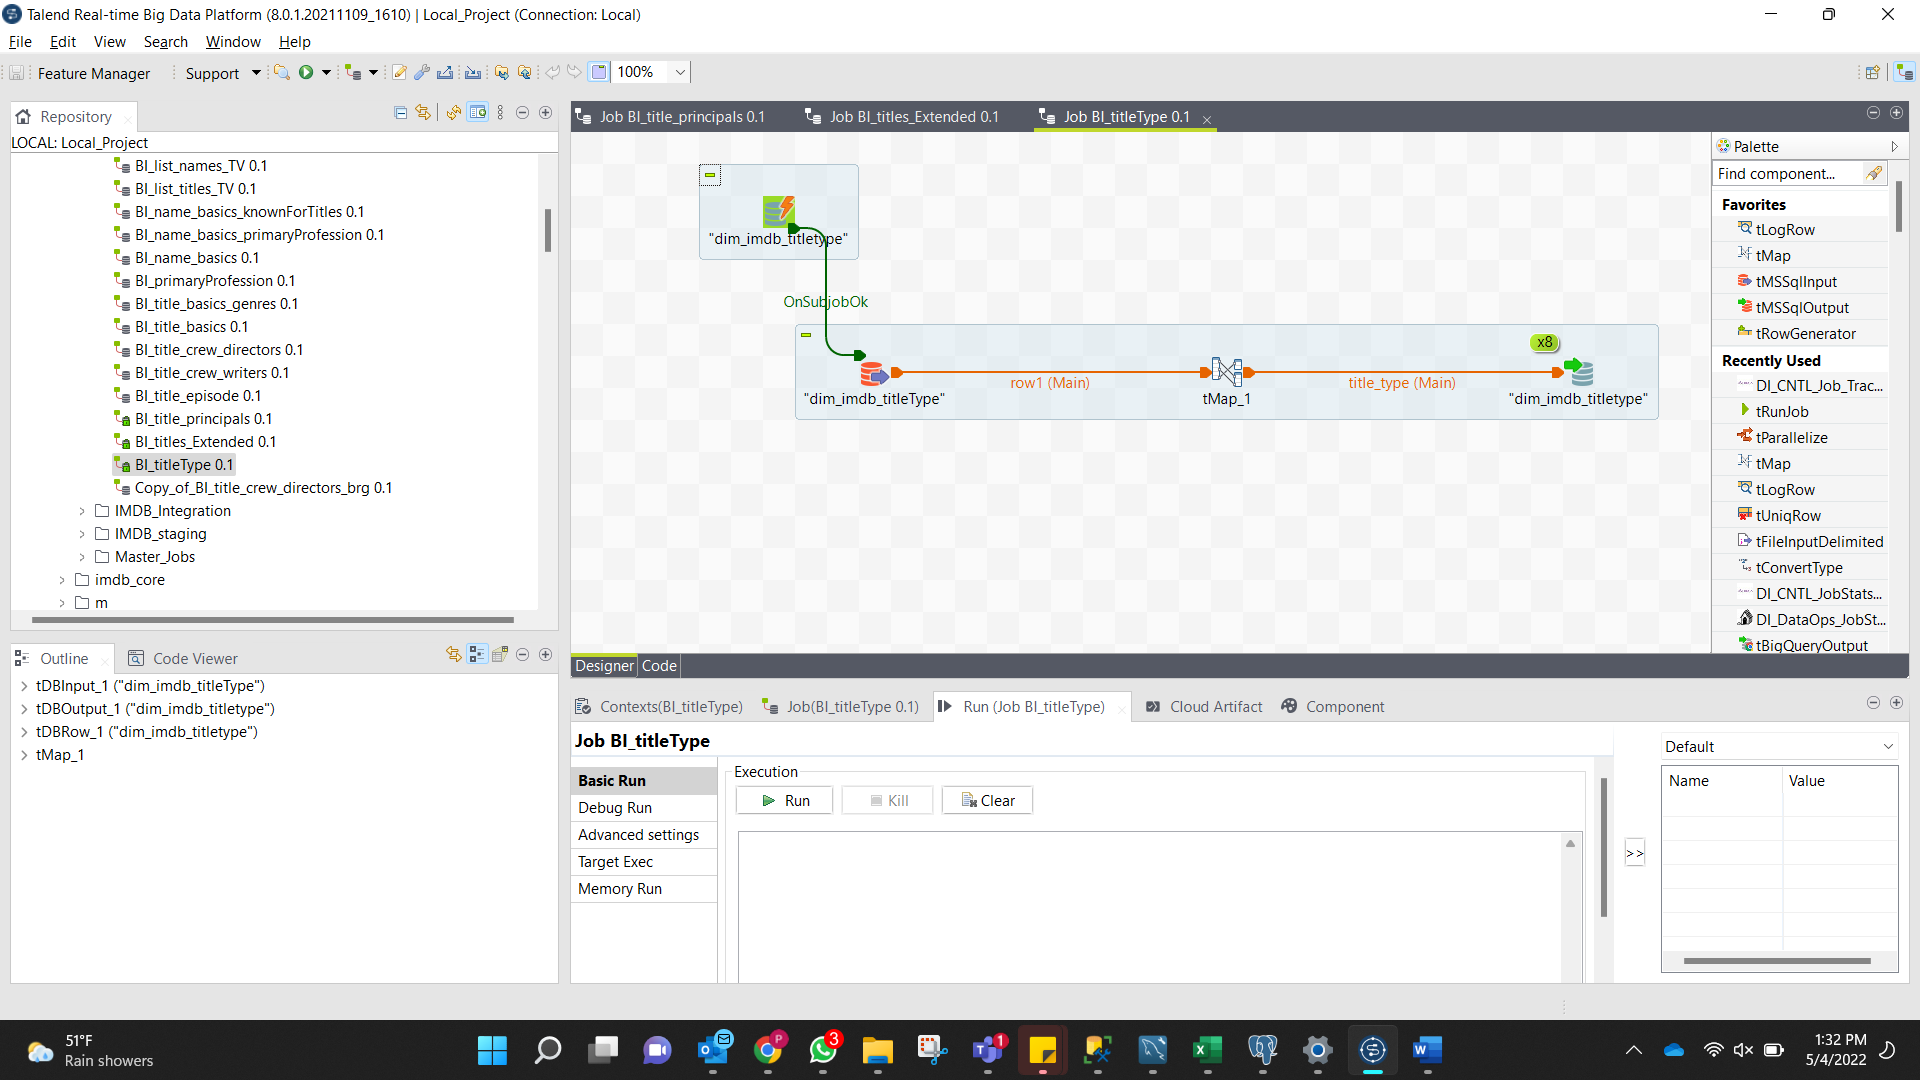 Talend Real-time Big Data Platform (8.0.1.20211109_1610) | Local_Project (Connection: Local)
File Edit View Search Window Help
Feature Manager Support 100%
Repository
LOCAL: Local_Project
BI_list_names_TV 0.1
BI_list_titles_TV 0.1
BI_name_basics_knownForTitles 0.1
BI_name_basics_primaryProfession 0.1
BI_name_basics 0.1
BI_primaryProfession 0.1
BI_title_basics_genres 0.1
BI_title_basics 0.1
BI_title_crew_directors 0.1
BI_title_crew_writers 0.1
BI_title_episode 0.1
BI_title_principals 0.1
BI_titles_Extended 0.1
BI_titleType 0.1
Copy_of_BI_title_crew_directors_brg 0.1
IMDB_Integration
IMDB_staging
Master_Jobs
imdb_core
m
Outline Code Viewer
tDBInput_1 ("dim_imdb_titleType")
tDBOutput_1 ("dim_imdb_titletype")
tDBRow_1 ("dim_imdb_titletype")
tMap_1
Job BI_title_principals 0.1 Job BI_titles_Extended 0.1 Job BI_titleType 0.1
"dim_imdb_titletype"
OnSubjobOk
x8
row1 (Main) title_type (Main)
"dim_imdb_titleType" tMap_1 "dim_imdb_titletype"
Designer Code
Palette
Find component...
Favorites
tLogRow
tMap
tMSSqlInput
tMSSqlOutput
tRowGenerator
Recently Used
DI_CNTL_Job_Trac...
tRunJob
tParallelize
tMap
tLogRow
tUniqRow
tFileInputDelimited
tConvertType
DI_CNTL_JobStats...
DI_DataOps_JobSt...
tBigQueryOutput
Contexts(BI_titleType) Job(BI_titleType 0.1) Run (Job BI_titleType) Cloud Artifact Component
Job BI_titleType
Basic Run
Debug Run
Advanced settings
Target Exec
Memory Run
Execution
Run Kill Clear
>>
Default
Name Value
51°F
Rain showers
P
3
1
1:32 PM
5/4/2022